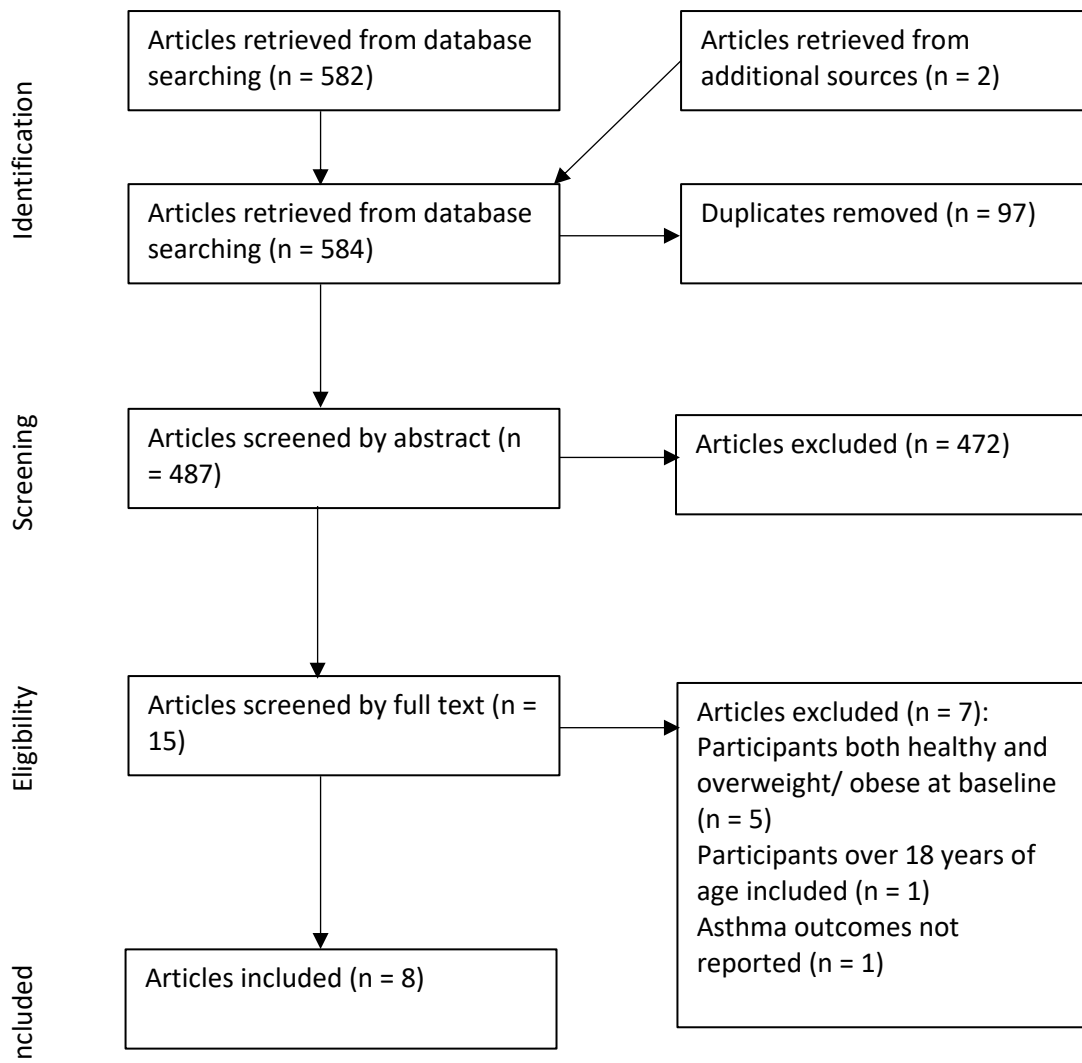 Identification
Articles retrieved from database
searching (n = 582)
Articles retrieved from
additional sources (n = 2)
Articles retrieved from database
searching (n = 584)
Duplicates removed (n = 97)
Screening
Articles screened by abstract (n
= 487)
Articles excluded (n = 472)
Eligibility
Articles screened by full text (n =
15)
Articles excluded (n = 7):
Participants both healthy and
overweight/ obese at baseline
(n = 5)
Participants over 18 years of
age included (n = 1)
Asthma outcomes not
reported (n = 1)
ncluded
Articles included (n = 8)